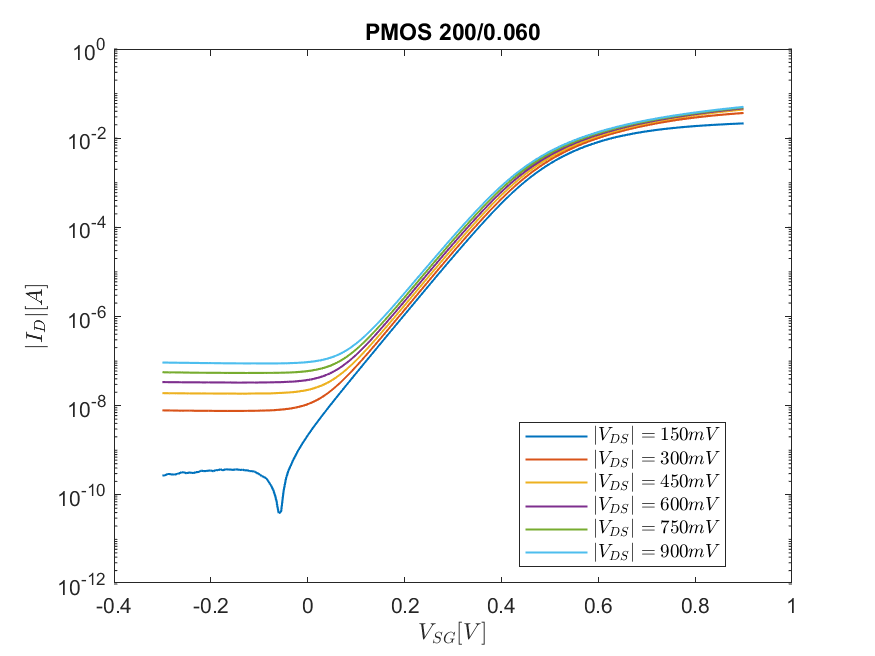 PMOS 200/0.060
10^0
10^-2
10^-4
10^-6
10^-8
10^-10
10^-12
|I_D|[A]
-0.4 -0.2 0 0.2 0.4 0.6 0.8 1
V_SG[V]
|V_DS| = 150mV
|V_DS| = 300mV
|V_DS| = 450mV
|V_DS| = 600mV
|V_DS| = 750mV
|V_DS| = 900mV